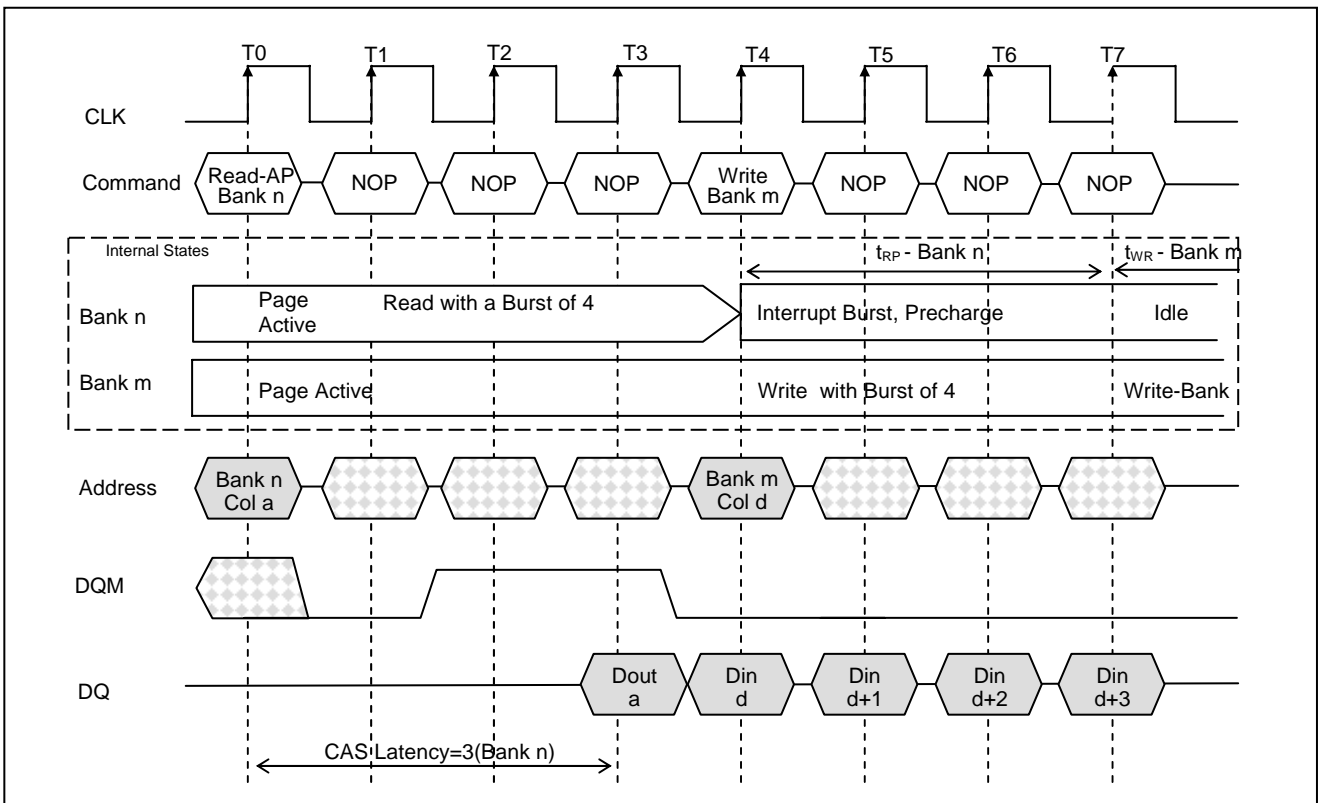 T0 T1 T2 T3 T4 T5 T6 T7
CLK
Command
Read-AP
Bank n
NOP
NOP
NOP
Write
Bank m
NOP
NOP
NOP
Internal States
tRP - Bank n
tWR - Bank m
Bank n
Page
Active
Read with a Burst of 4
Interrupt Burst, Precharge
Idle
Bank m
Page Active
Write with Burst of 4
Write-Bank
Address
Bank n
Col a
Bank m
Col d
DQM
DQ
Dout
a
Din
d
Din
d+1
Din
d+2
Din
d+3
CAS Latency=3(Bank n)